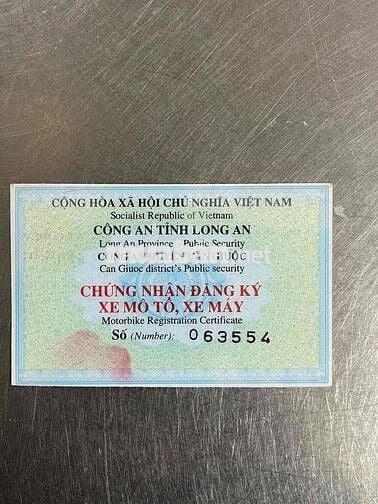 CỘNG HÒA XÃ HỘI CHỦ NGHĨA VIỆT NAM
Socialist Republic of Vietnam
CÔNG AN TỈNH LONG AN
Long An Province Public Security
CÔNG
Can Giuoc district's Public security
CHỨNG NHẬN ĐĂNG KÝ
XE MÔ TÔ, XE MÁY
Motorbike Registration Certificate
Số (Number): 063554